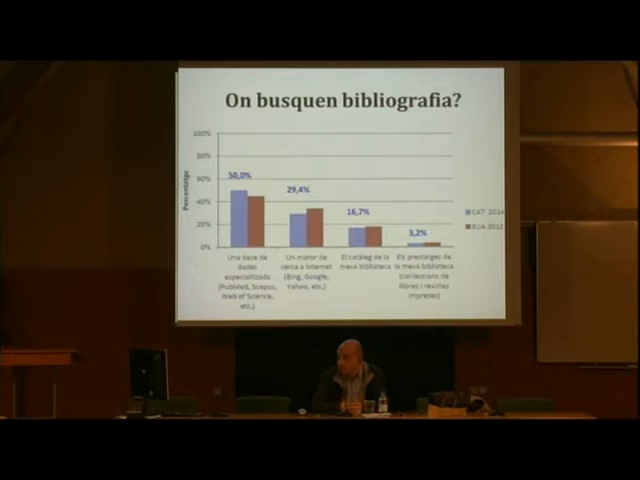 On busquen bibliografia?
100%
80%
60%
40%
20%
0%
Percentatge
50,0%
29,4%
16,7%
3,2%
CAT 2014
EUA 2012
Una base de
dades
especialitzada
(PubMed, Scopus,
Web of Science,
etc.)
Un motor de
cerca a Internet
(Bing, Google,
Yahoo, etc.)
El catàleg de la
meva biblioteca
Els prestatges de
la meva biblioteca
(col·leccions de
llibres i revistes
impreses)